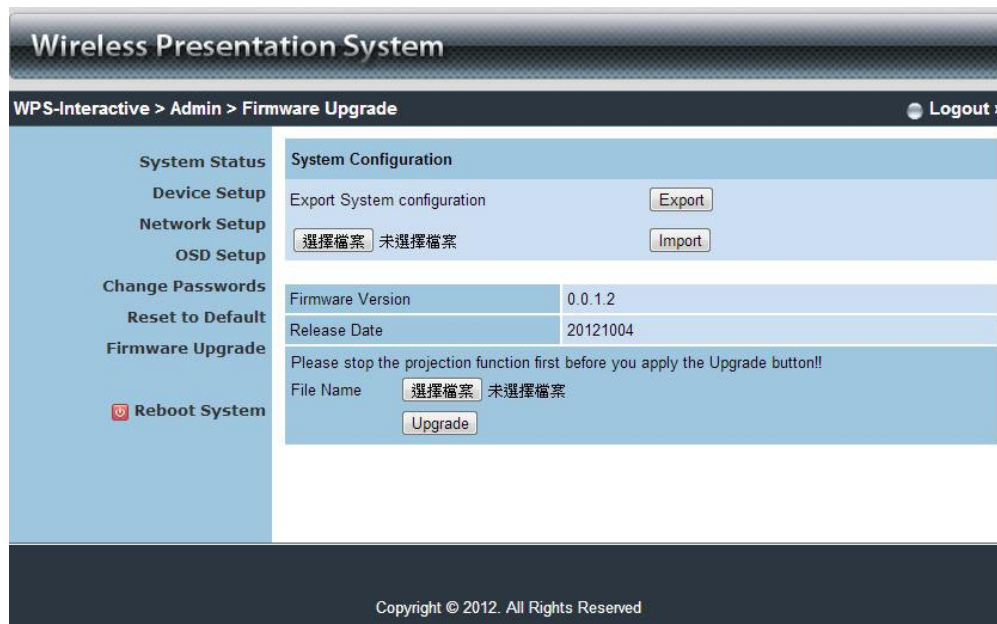 Wireless Presentation System
WPS-Interactive > Admin > Firmware Upgrade
Logout
System Status
Device Setup
Network Setup
OSD Setup
Change Passwords
Reset to Default
Firmware Upgrade
Reboot System
System Configuration
Export System configuration Export
選擇檔案 未選擇檔案 Import
Firmware Version 0.0.1.2
Release Date 20121004
Please stop the projection function first before you apply the Upgrade button!!
File Name 選擇檔案 未選擇檔案
Upgrade
Copyright © 2012. All Rights Reserved